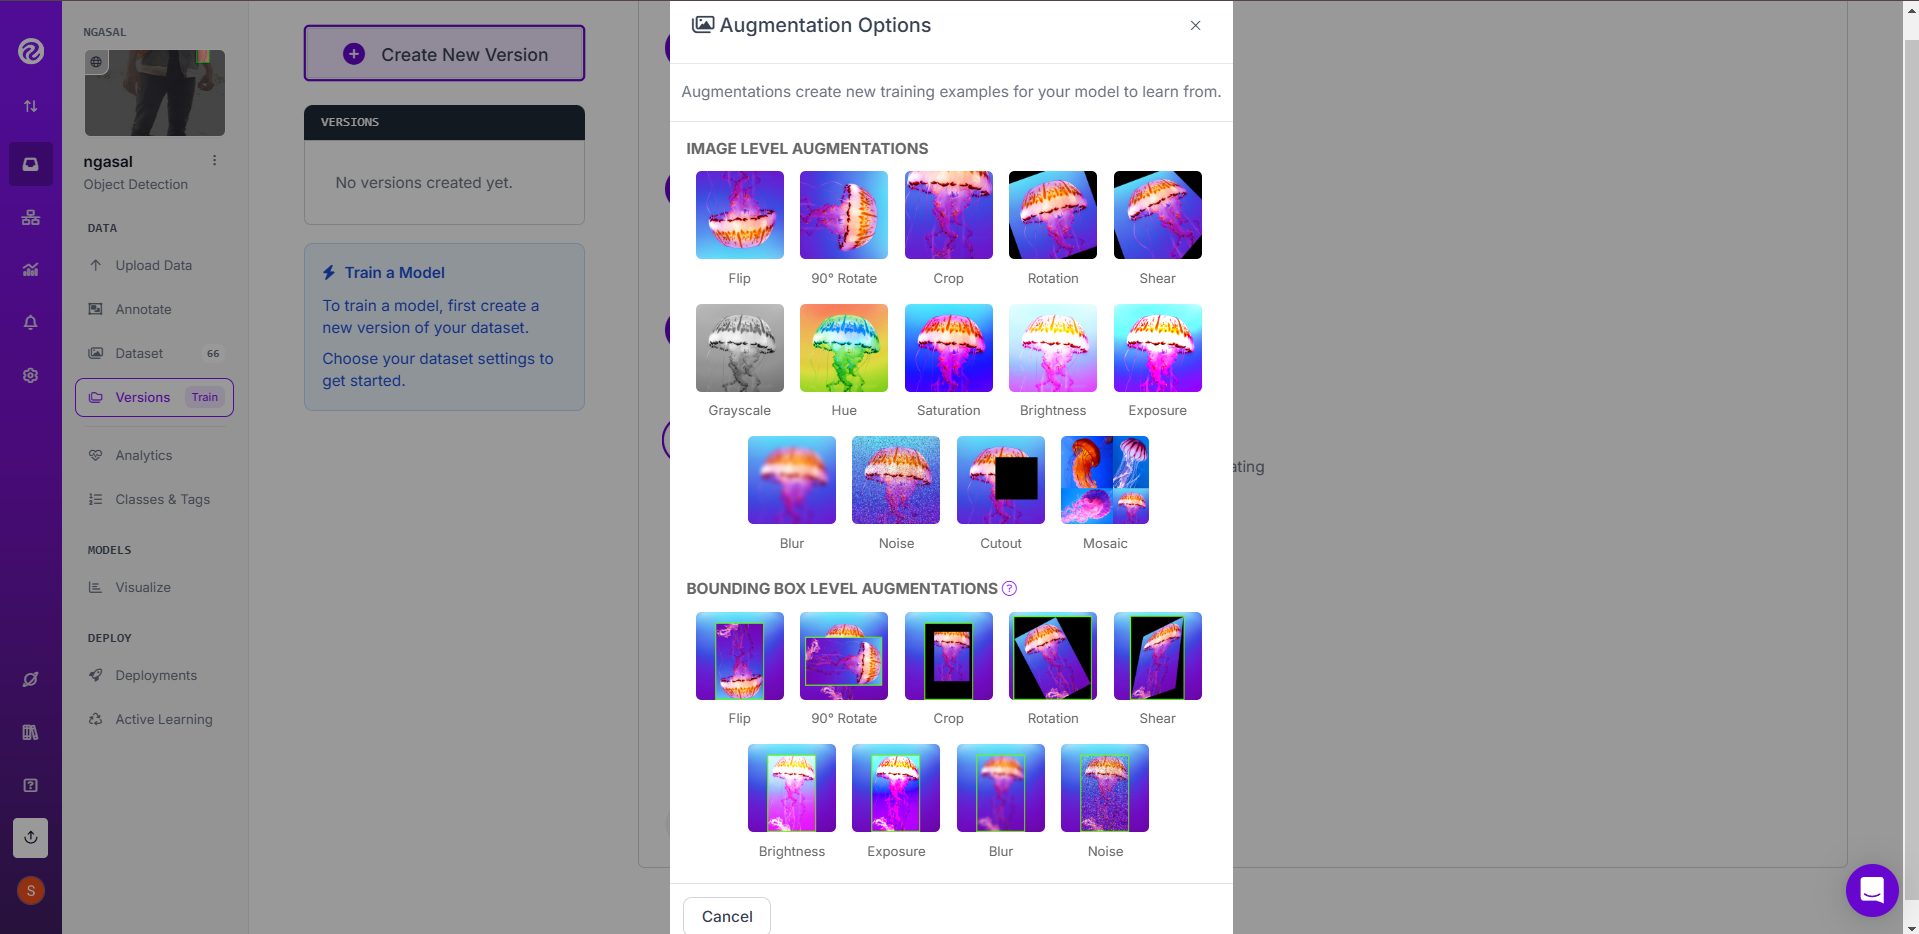 NGASAL
ngasal
Object Detection
DATA
Upload Data
Annotate
Dataset 66
Versions Train
Analytics
Classes & Tags
MODELS
Visualize
DEPLOY
Deployments
Active Learning
S
Create New Version
VERSIONS
No versions created yet.
Train a Model
To train a model, first create a
new version of your dataset.
Choose your dataset settings to
get started.
Augmentation Options
Augmentations create new training examples for your model to learn from.
IMAGE LEVEL AUGMENTATIONS
Flip 90° Rotate Crop Rotation Shear
Grayscale Hue Saturation Brightness Exposure
Blur Noise Cutout Mosaic
BOUNDING BOX LEVEL AUGMENTATIONS ?
Flip 90° Rotate Crop Rotation Shear
Brightness Exposure Blur Noise
Cancel